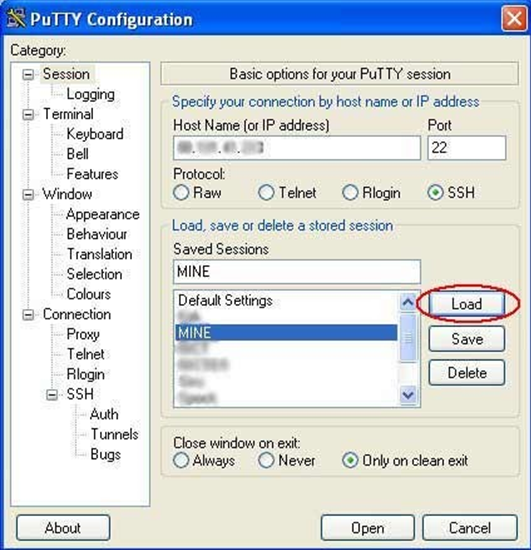 PuTTY Configuration
Category:
Session
Logging
Terminal
Keyboard
Bell
Features
Window
Appearance
Behaviour
Translation
Selection
Colours
Connection
Proxy
Telnet
Rlogin
SSH
Auth
Tunnels
Bugs
Basic options for your PuTTY session
Specify your connection by host name or IP address
Host Name (or IP address) Port
22
Protocol:
Raw Telnet Rlogin SSH
Load, save or delete a stored session
Saved Sessions
MINE
Default Settings
MINE
Load
Save
Delete
Close window on exit:
Always Never Only on clean exit
About Open Cancel